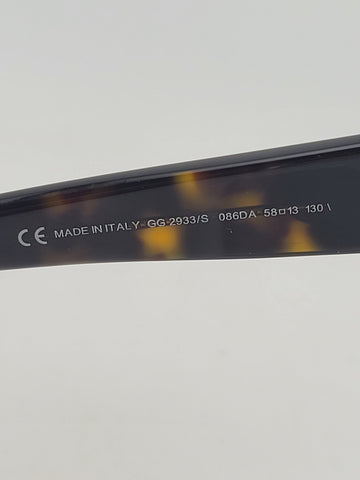 CE MADE IN ITALY GG 2933/S 086DA 58□13 130 \